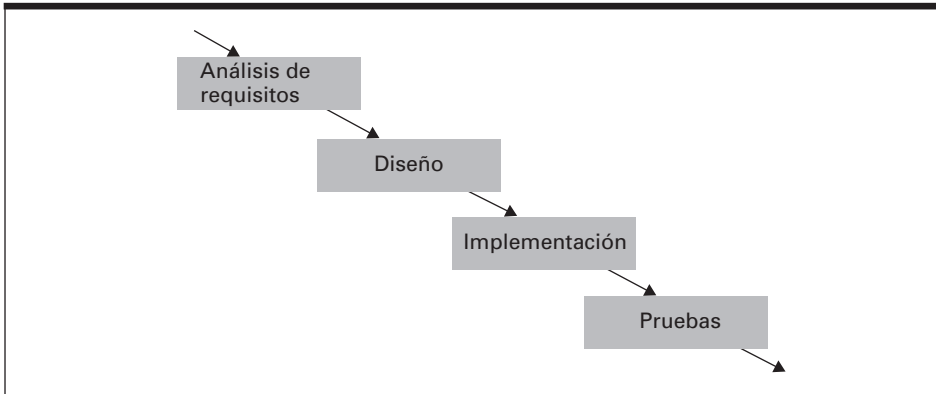 Análisis de
requisitos
Diseño
Implementación
Pruebas